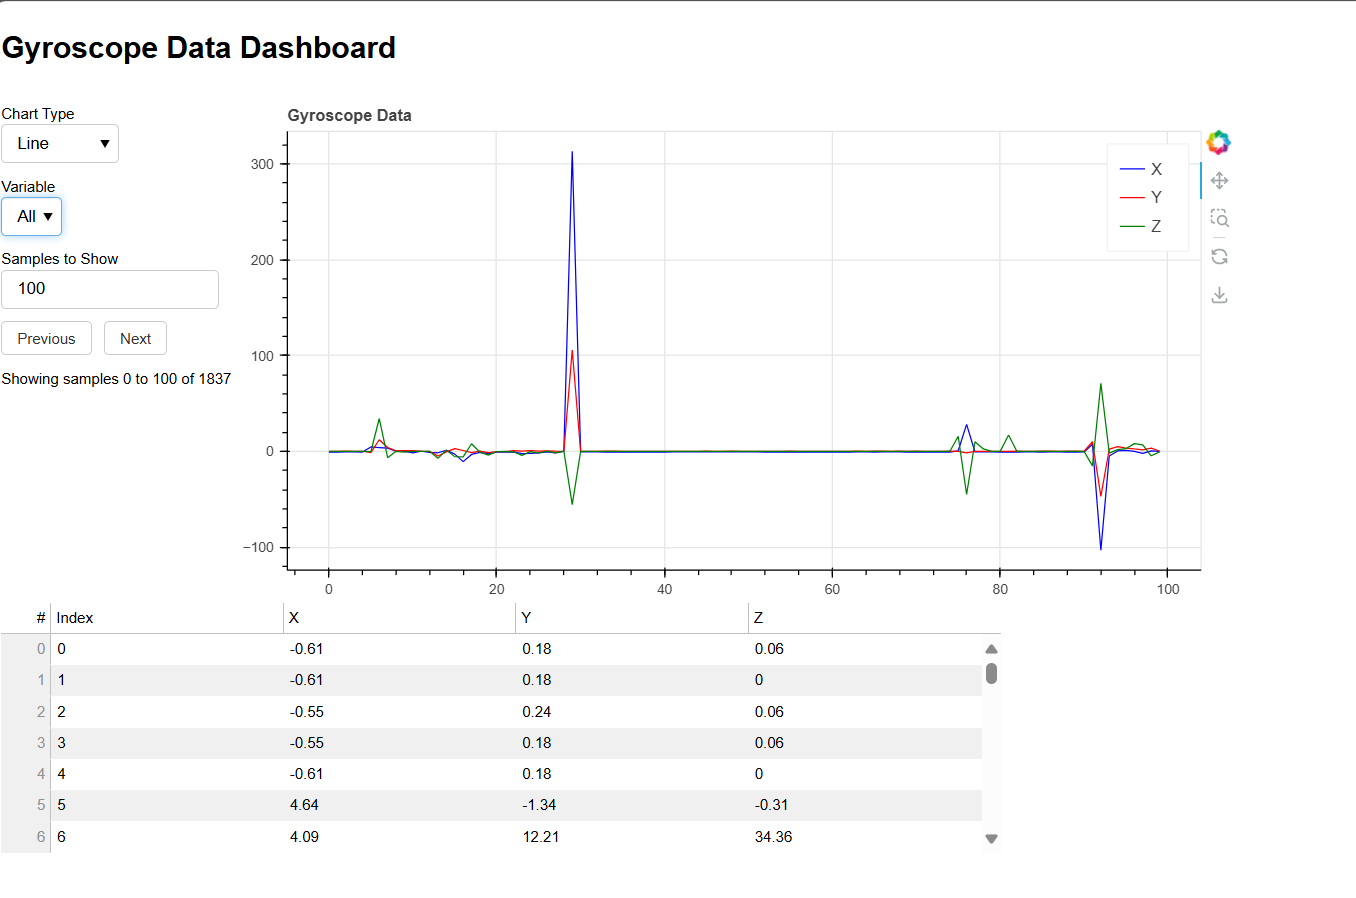 Gyroscope Data Dashboard
Chart Type
Line
Variable
All
Samples to Show
100
Previous Next
Showing samples 0 to 100 of 1837
Gyroscope Data
300
200
100
0
−100
0 20 40 60 80 100
X
Y
Z
# Index X Y Z
0 0 -0.61 0.18 0.06
1 1 -0.61 0.18 0
2 2 -0.55 0.24 0.06
3 3 -0.55 0.18 0.06
4 4 -0.61 0.18 0
5 5 4.64 -1.34 -0.31
6 6 4.09 12.21 34.36